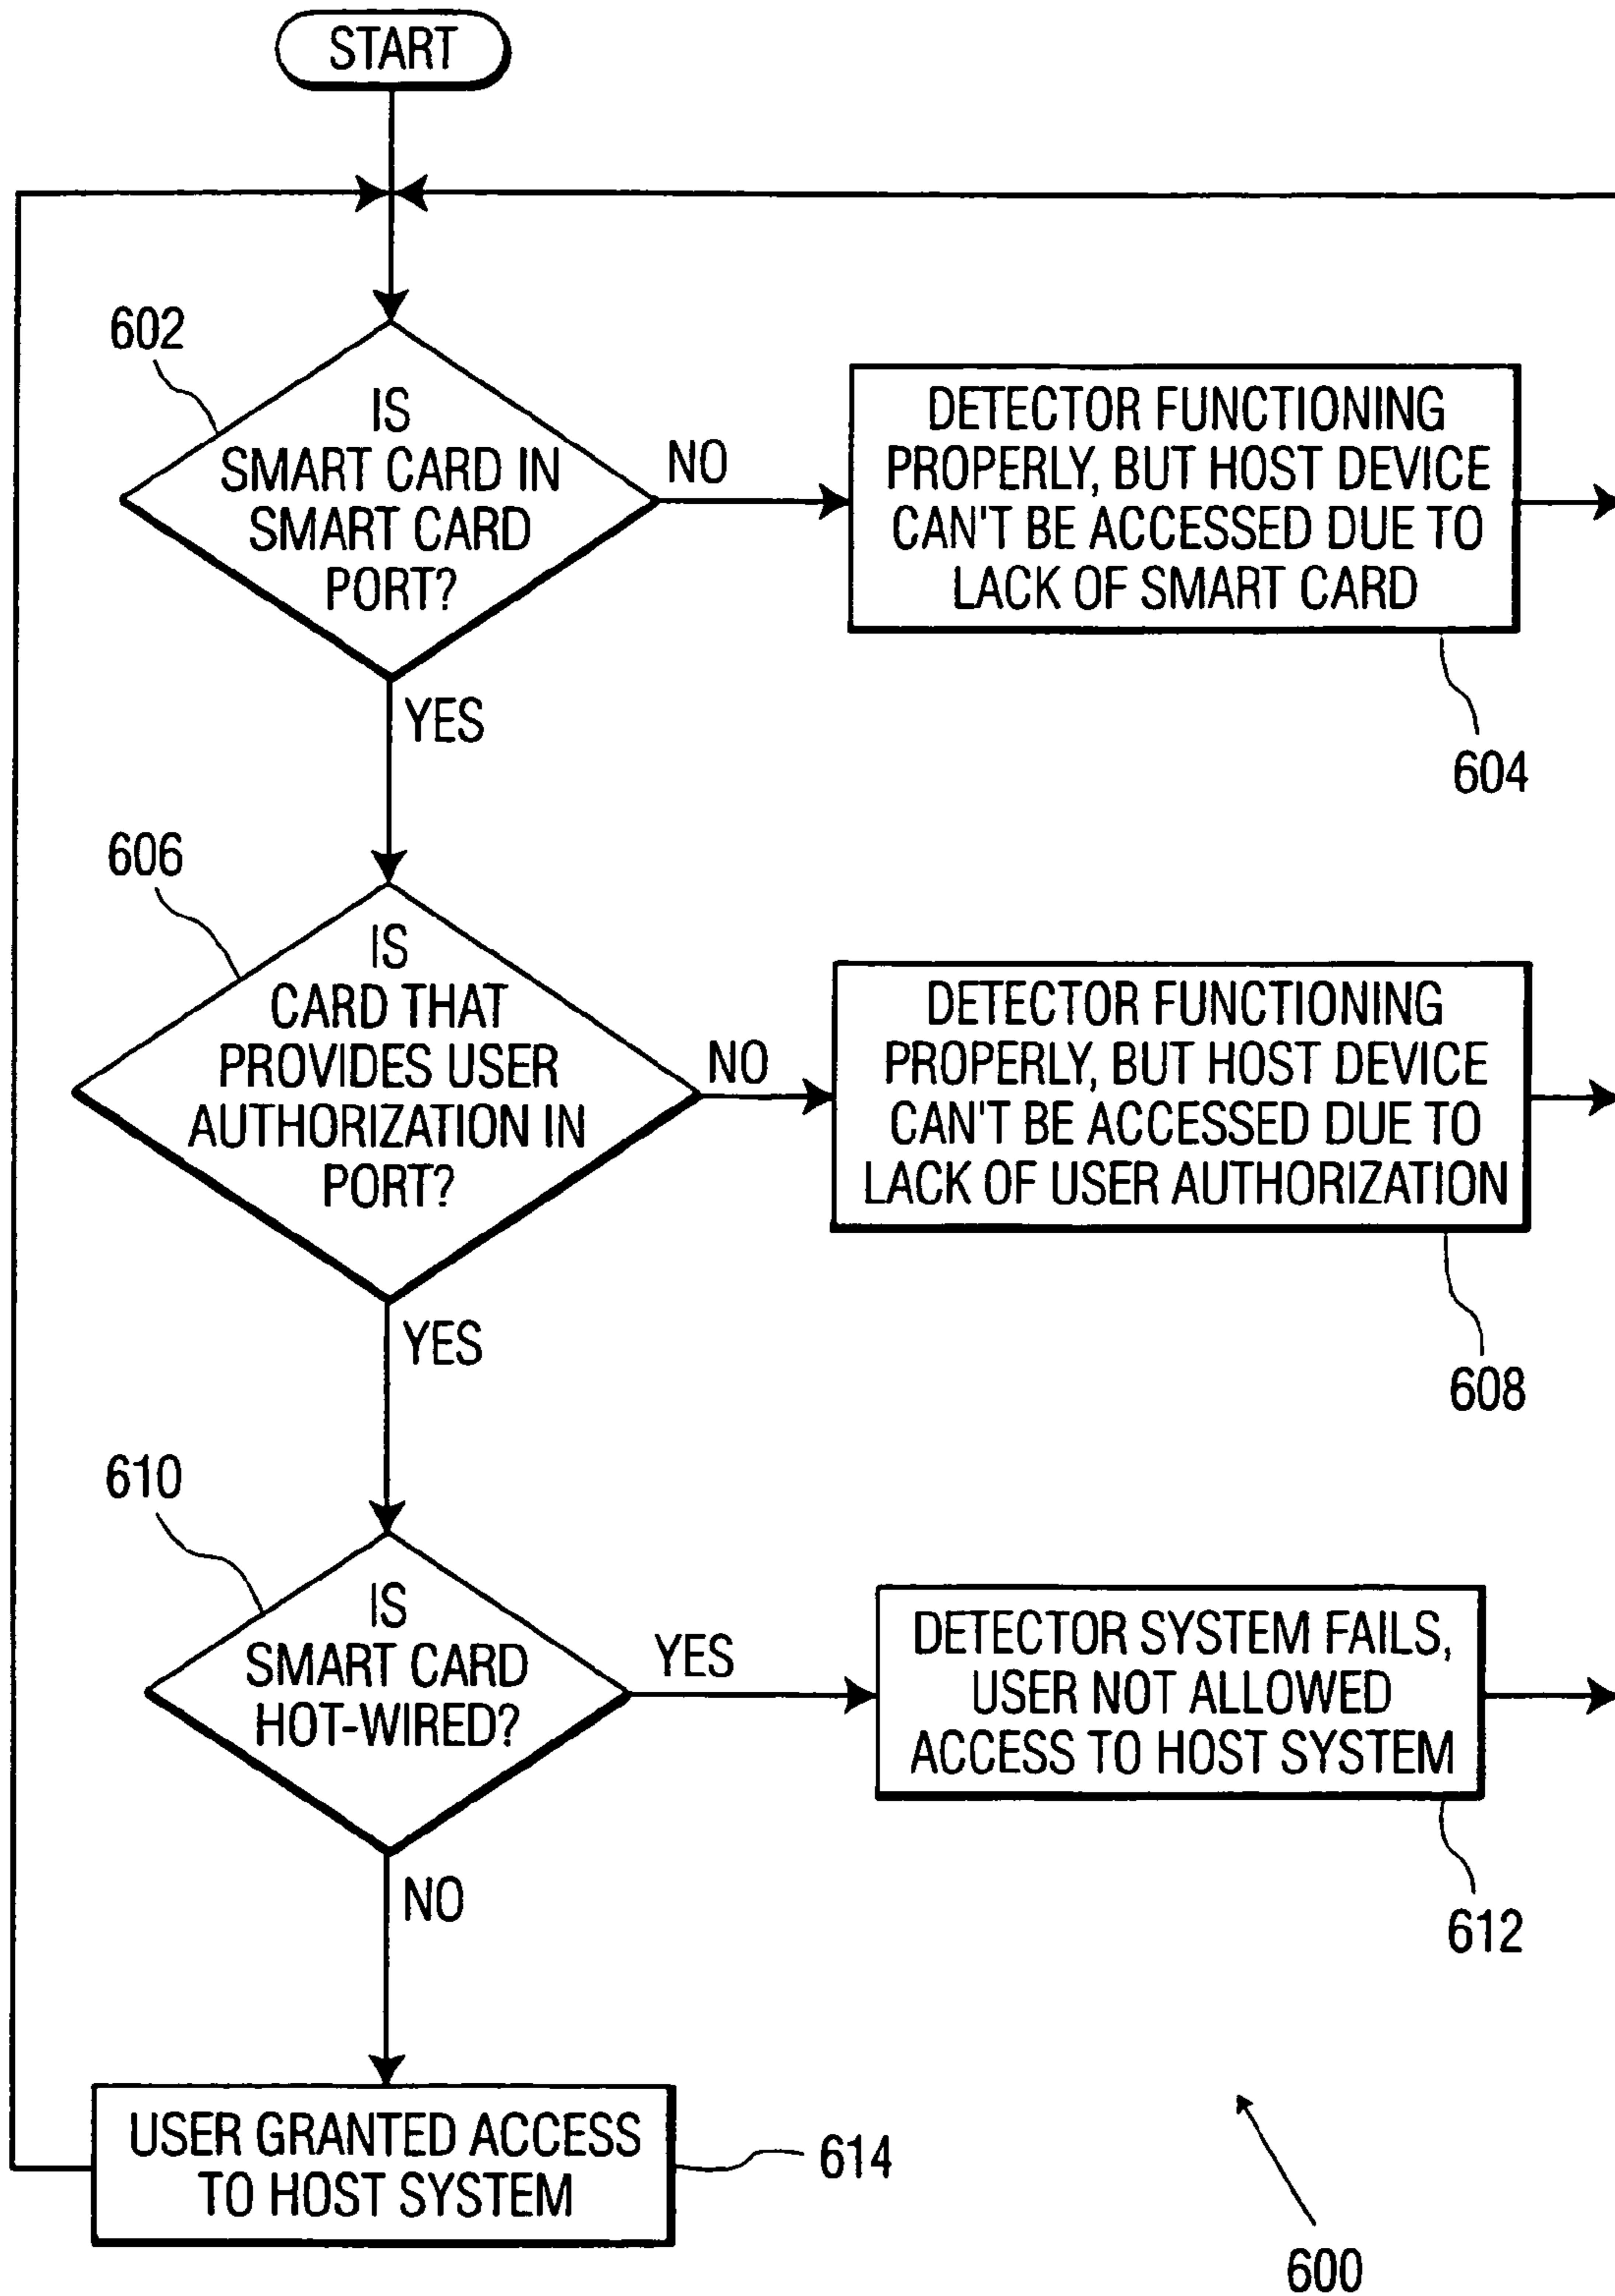 START
602
IS
SMART CARD IN
SMART CARD
PORT?
NO
DETECTOR FUNCTIONING
PROPERLY, BUT HOST DEVICE
CAN'T BE ACCESSED DUE TO
LACK OF SMART CARD
604
YES
606
IS
CARD THAT
PROVIDES USER
AUTHORIZATION IN
PORT?
NO
DETECTOR FUNCTIONING
PROPERLY, BUT HOST DEVICE
CAN'T BE ACCESSED DUE TO
LACK OF USER AUTHORIZATION
608
YES
610
IS
SMART CARD
HOT-WIRED?
YES
DETECTOR SYSTEM FAILS,
USER NOT ALLOWED
ACCESS TO HOST SYSTEM
612
NO
USER GRANTED ACCESS
TO HOST SYSTEM
614
600